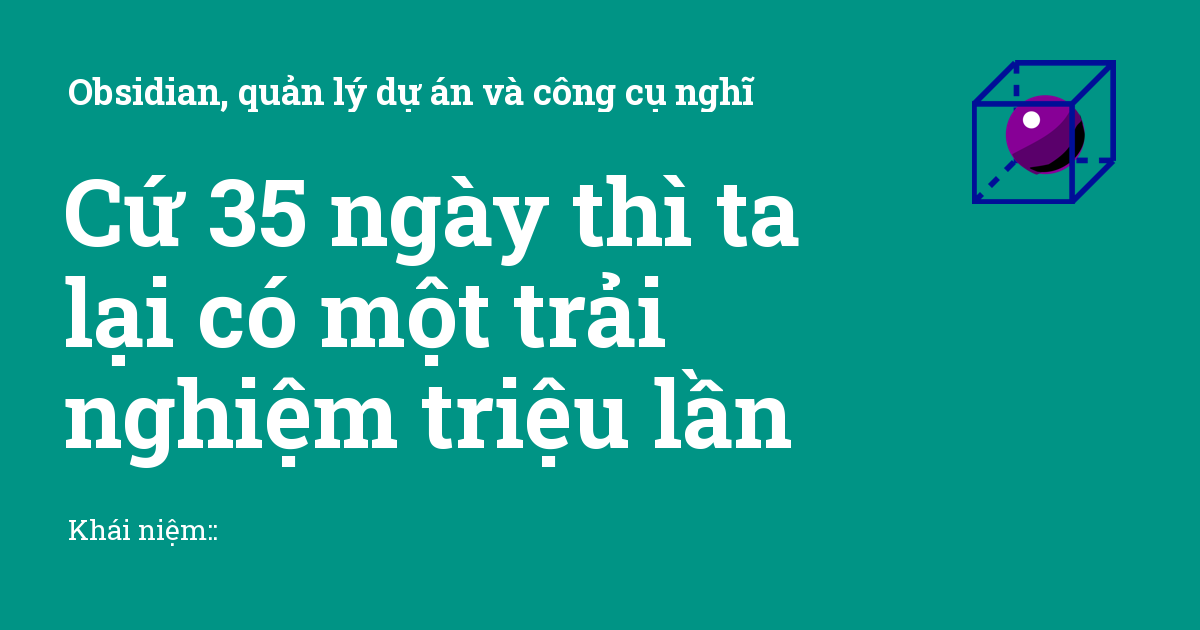 Obsidian, quản lý dự án và công cụ nghĩ
Cứ 35 ngày thì ta
lại có một trải
nghiệm triệu lần
Khái niệm::